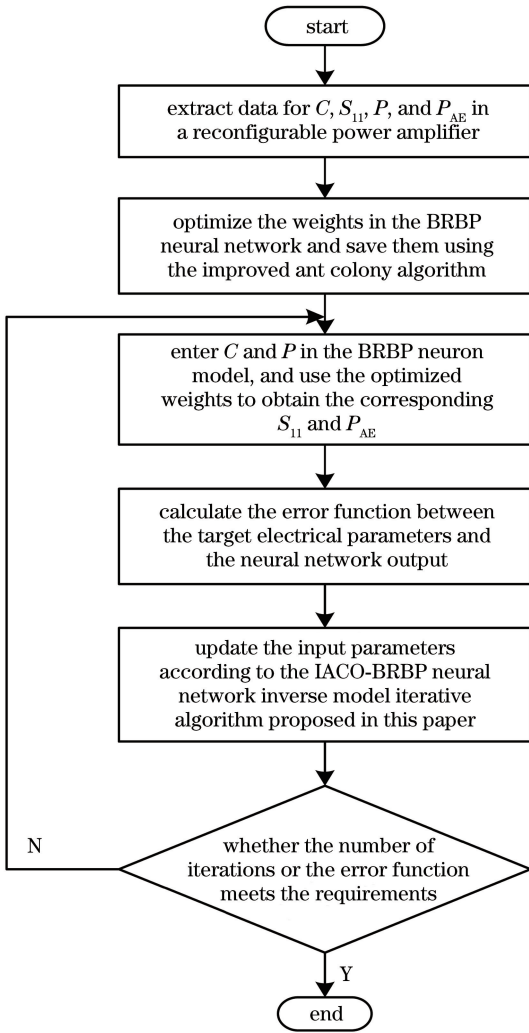 start
extract data for C, S₁₁, P, and P_AE in
a reconfigurable power amplifier
optimize the weights in the BRBP
neural network and save them using
the improved ant colony algorithm
enter C and P in the BRBP neuron
model, and use the optimized
weights to obtain the corresponding
S₁₁ and P_AE
calculate the error function between
the target electrical parameters and
the neural network output
update the input parameters
according to the IACO-BRBP neural
network inverse model iterative
algorithm proposed in this paper
N
whether the number of
iterations or the error function
meets the requirements
Y
end